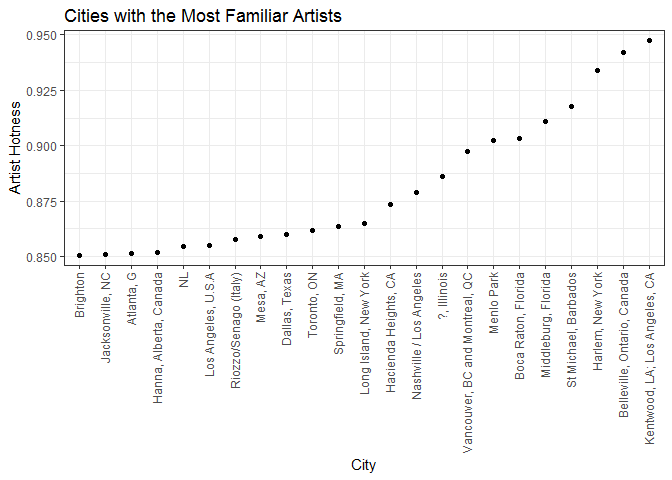 Cities with the Most Familiar Artists
Artist Hotness
0.950
0.925
0.900
0.875
0.850
Brighton
Jacksonville, NC
Atlanta, G
Hanna, Alberta, Canada
NL
Los Angeles, U.S.A
Riozzo/Senago (Italy)
Mesa, AZ
Dallas, Texas
Toronto, ON
Springfield, MA
Long Island, New York
Hacienda Heights, CA
Nashville / Los Angeles
?, Illinois
Vancouver, BC and Montreal, QC
Menlo Park
Boca Raton, Florida
Middleburg, Florida
St Michael, Barbados
Harlem, New York
Belleville, Ontario, Canada
Kentwood, LA; Los Angeles, CA
City